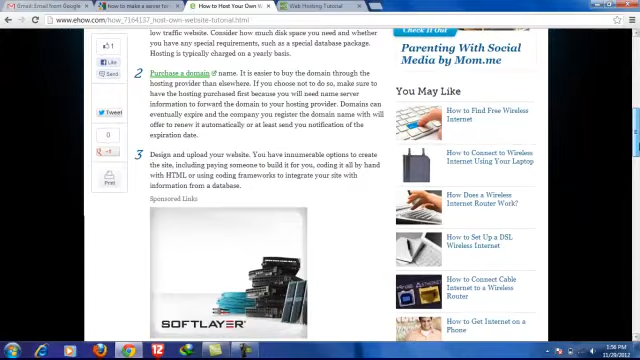 Gmail: Email from Google
how to make a server for
How to Host Your Own W
Web Hosting Tutorial
www.ehow.com/how_7164137_host-own-website-tutorial.html
low traffic website. Consider how much disk space you need and whether
you have any special requirements, such as a special database package.
Hosting is typically charged on a yearly basis.
2 Purchase a domain name. It is easier to buy the domain through the
hosting provider than elsewhere. If you choose not to do so, make sure to
have the hosting purchased first because you will need name server
information to forward the domain to your hosting provider. Domains can
eventually expire and the company you register the domain name with will
offer to renew it automatically or at least send you notification of the
expiration date.
3 Design and upload your website. You have innumerable options to create
the site, including paying someone to build it for you, coding it all by hand
with HTML or using coding frameworks to integrate your site with
information from a database.
Sponsored Links
SOFTLAYER
1
Like
Send
Tweet
0
+1
Print
Check It Out
Parenting With Social
Media by Mom.me
You May Like
How to Find Free Wireless
Internet
How to Connect to Wireless
Internet Using Your Laptop
How Does a Wireless
Internet Router Work?
How to Set Up a DSL
Wireless Internet
How to Connect Cable
Internet to a Wireless
Router
How to Get Internet on a
Phone
12
1:56 PM
11/29/2012